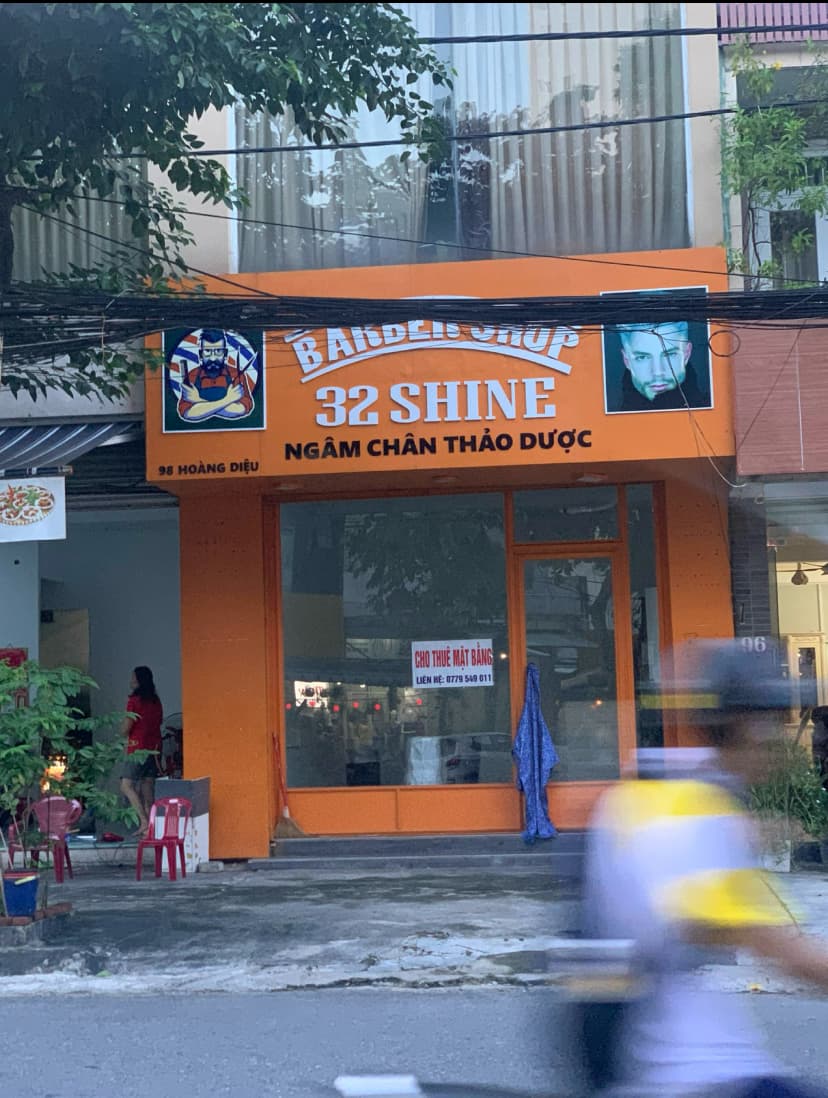 BARBER SHOP
32 SHINE
NGÂM CHÂN THẢO DƯỢC
98 HOÀNG DIỆU
CHO THUÊ MẶT BẰNG
LIÊN HỆ: 0779 549 011
96